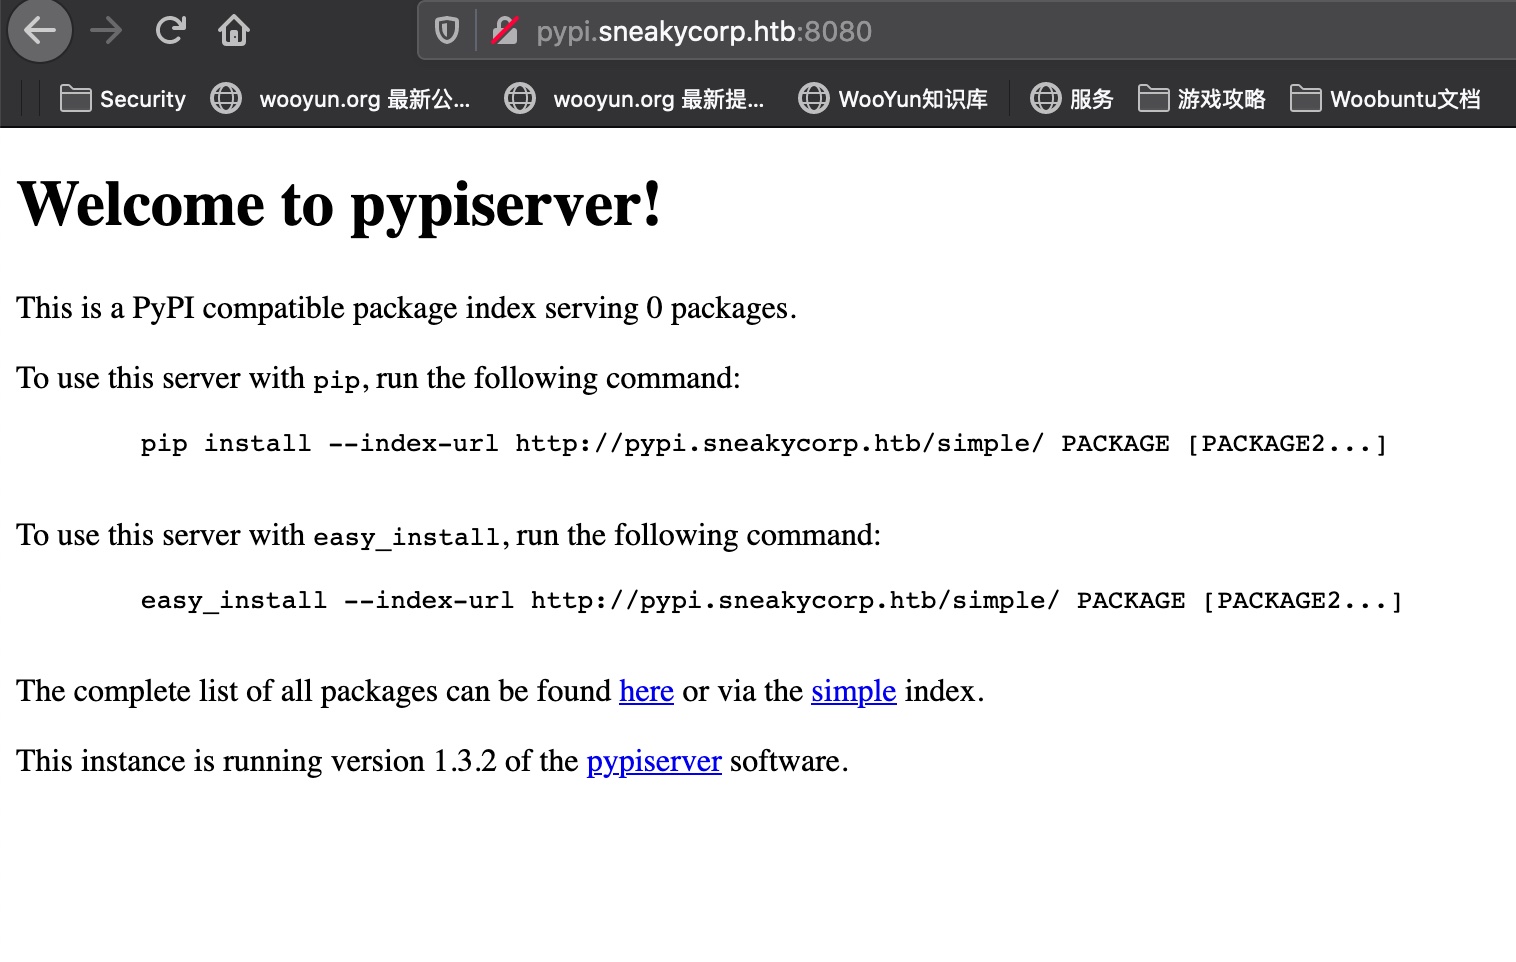 pypi.sneakycorp.htb:8080
Security wooyun.org 最新公... wooyun.org 最新提... WooYun知识库 服务 游戏攻略 Woobuntu文档
Welcome to pypiserver!
This is a PyPI compatible package index serving 0 packages.
To use this server with pip, run the following command:
pip install --index-url http://pypi.sneakycorp.htb/simple/ PACKAGE [PACKAGE2...]
To use this server with easy_install, run the following command:
easy_install --index-url http://pypi.sneakycorp.htb/simple/ PACKAGE [PACKAGE2...]
The complete list of all packages can be found here or via the simple index.
This instance is running version 1.3.2 of the pypiserver software.